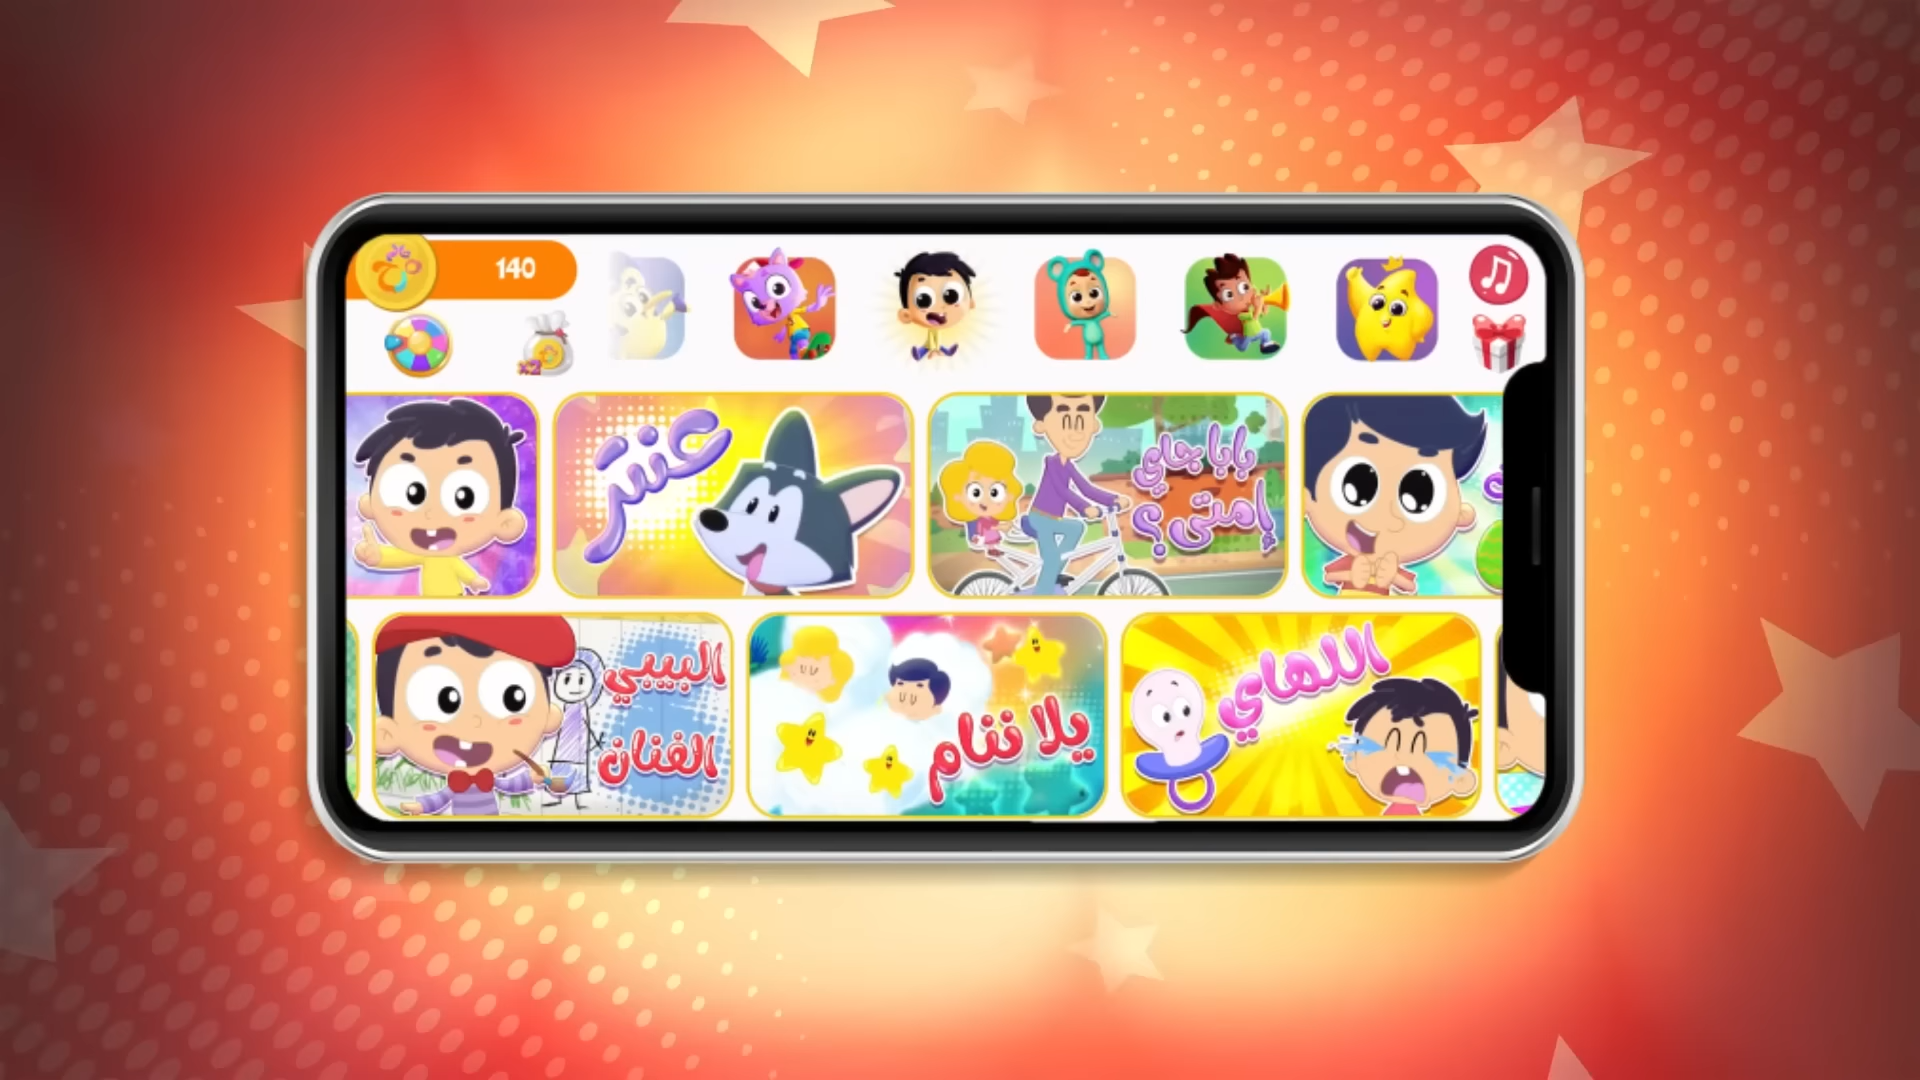 140
عنتر
بابا جاي
إمتى؟
البيبي
الفنان
يلا ننام
اللهاي